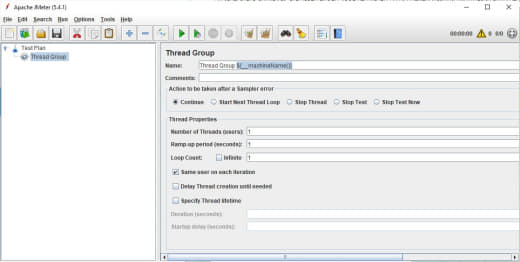 Apache JMeter (5.4.1)
File Edit Search Run Options Tools Help
00:00:00 0 0/0
Test Plan
Thread Group
Thread Group
Name: Thread Group ${__machineName()}
Comments:
Action to be taken after a Sampler error
Continue Start Next Thread Loop Stop Thread Stop Test Stop Test Now
Thread Properties
Number of Threads (users): 1
Ramp-up period (seconds): 1
Loop Count: Infinite 1
Same user on each iteration
Delay Thread creation until needed
Specify Thread lifetime
Duration (seconds):
Startup delay (seconds):